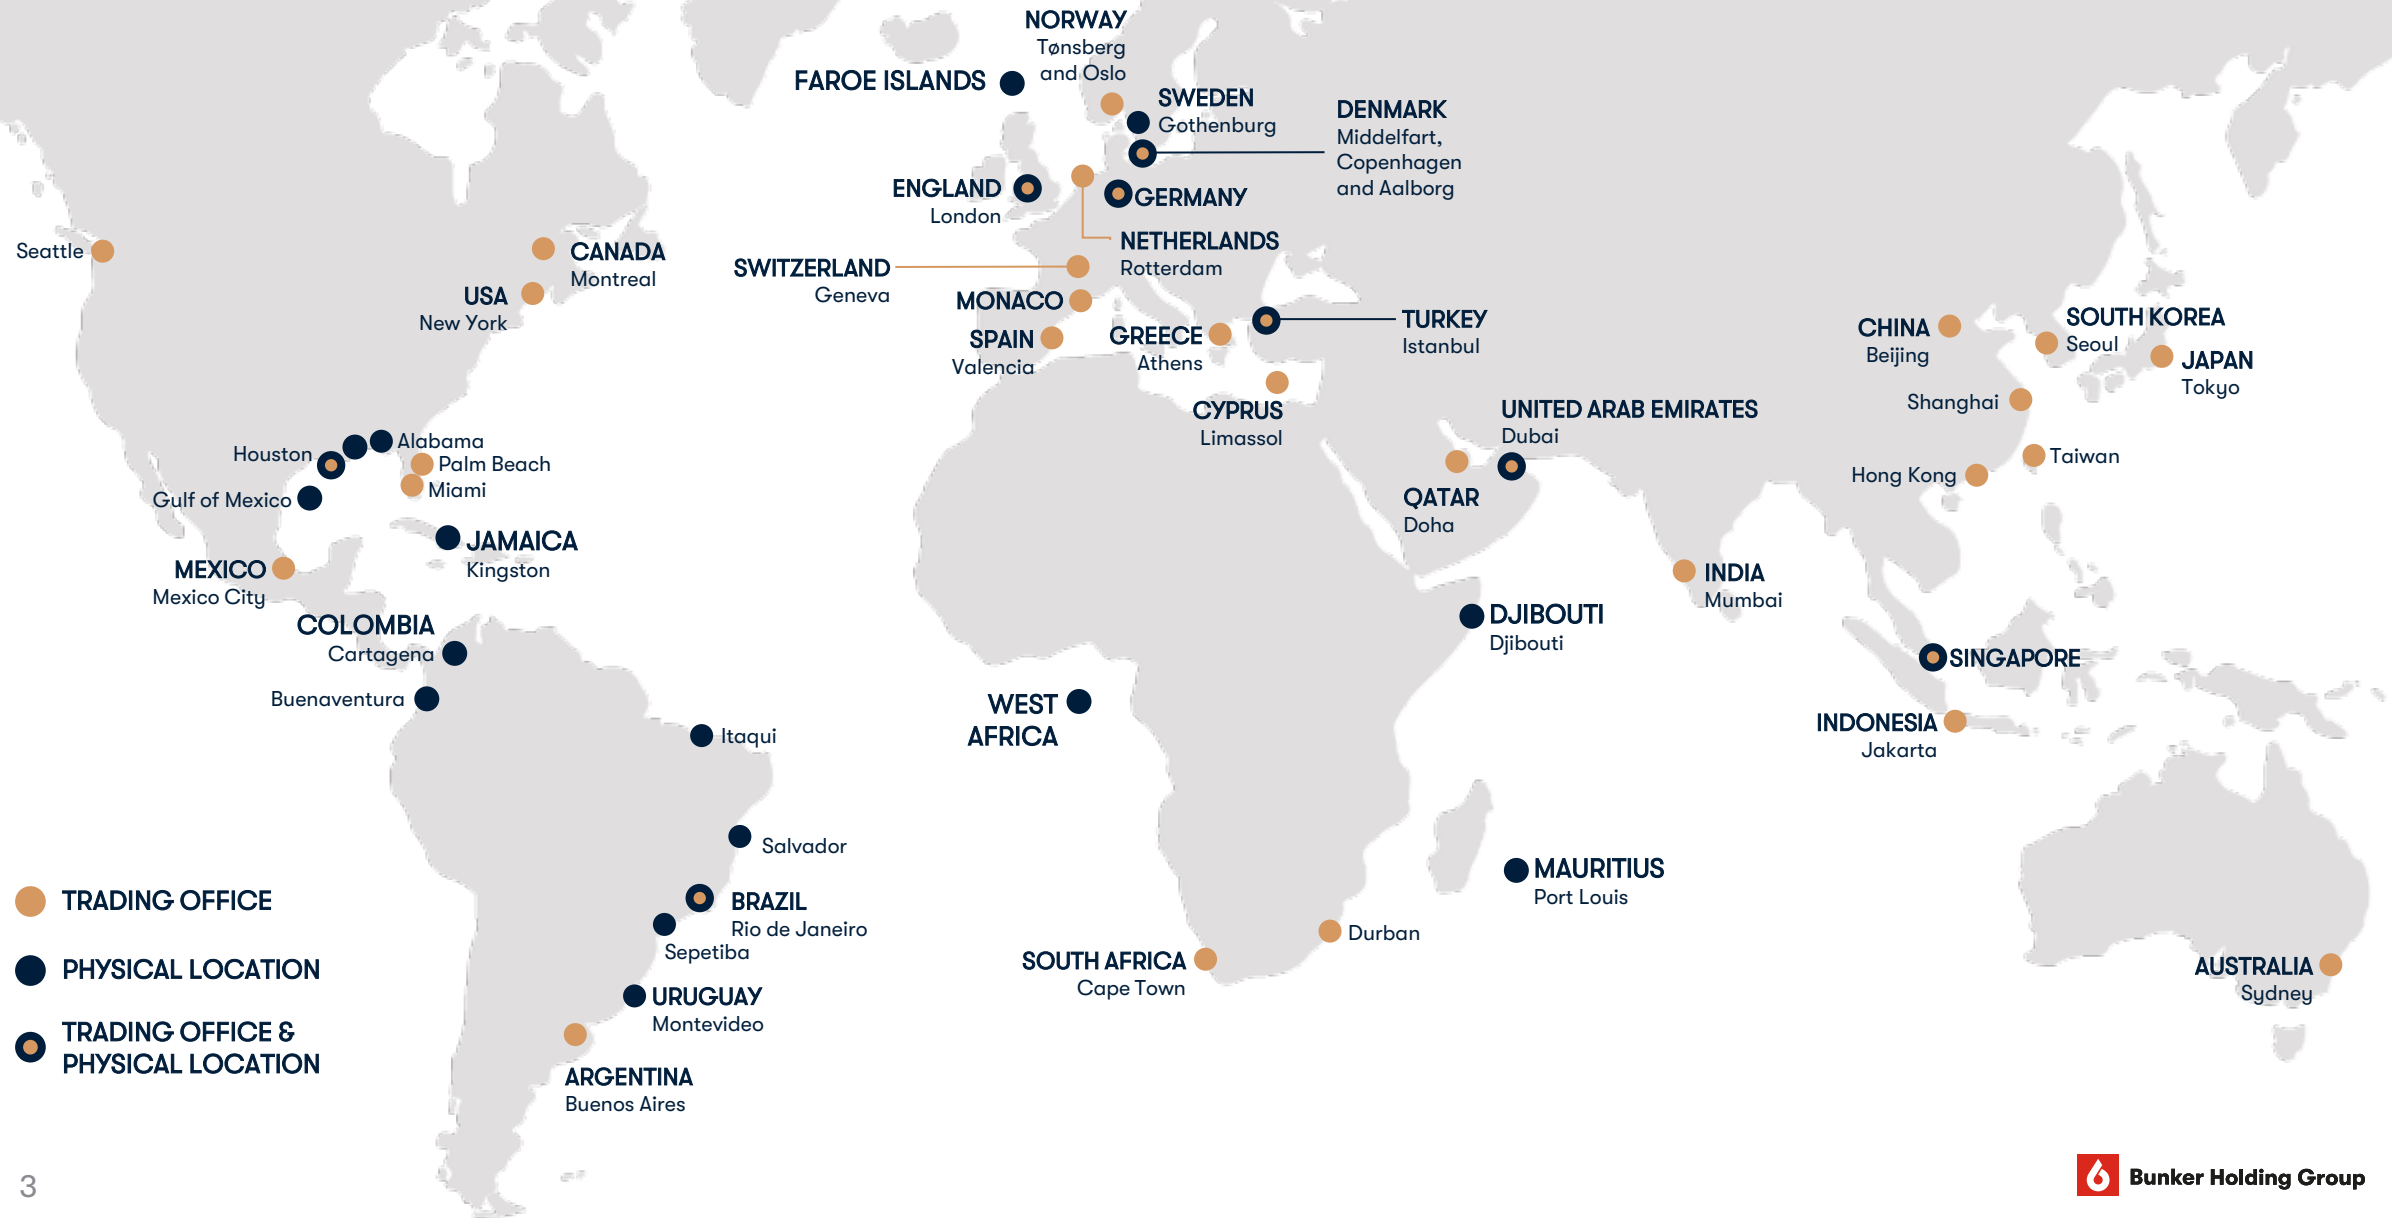 NORWAY
Tønsberg
and Oslo
FAROE ISLANDS
SWEDEN
Gothenburg
DENMARK
Middelfart,
Copenhagen
and Aalborg
ENGLAND
London
GERMANY
NETHERLANDS
Rotterdam
SWITZERLAND
Geneva
MONACO
SPAIN
Valencia
GREECE
Athens
TURKEY
Istanbul
CYPRUS
Limassol
Seattle
CANADA
Montreal
USA
New York
Houston
Alabama
Palm Beach
Miami
Gulf of Mexico
JAMAICA
Kingston
MEXICO
Mexico City
COLOMBIA
Cartagena
Buenaventura
Itaqui
Salvador
BRAZIL
Rio de Janeiro
Sepetiba
URUGUAY
Montevideo
ARGENTINA
Buenos Aires
UNITED ARAB EMIRATES
Dubai
QATAR
Doha
DJIBOUTI
Djibouti
WEST
AFRICA
MAURITIUS
Port Louis
Durban
SOUTH AFRICA
Cape Town
CHINA
Beijing
SOUTH KOREA
Seoul
JAPAN
Tokyo
Shanghai
Taiwan
Hong Kong
INDIA
Mumbai
SINGAPORE
INDONESIA
Jakarta
AUSTRALIA
Sydney
TRADING OFFICE
PHYSICAL LOCATION
TRADING OFFICE &
PHYSICAL LOCATION
3
Bunker Holding Group